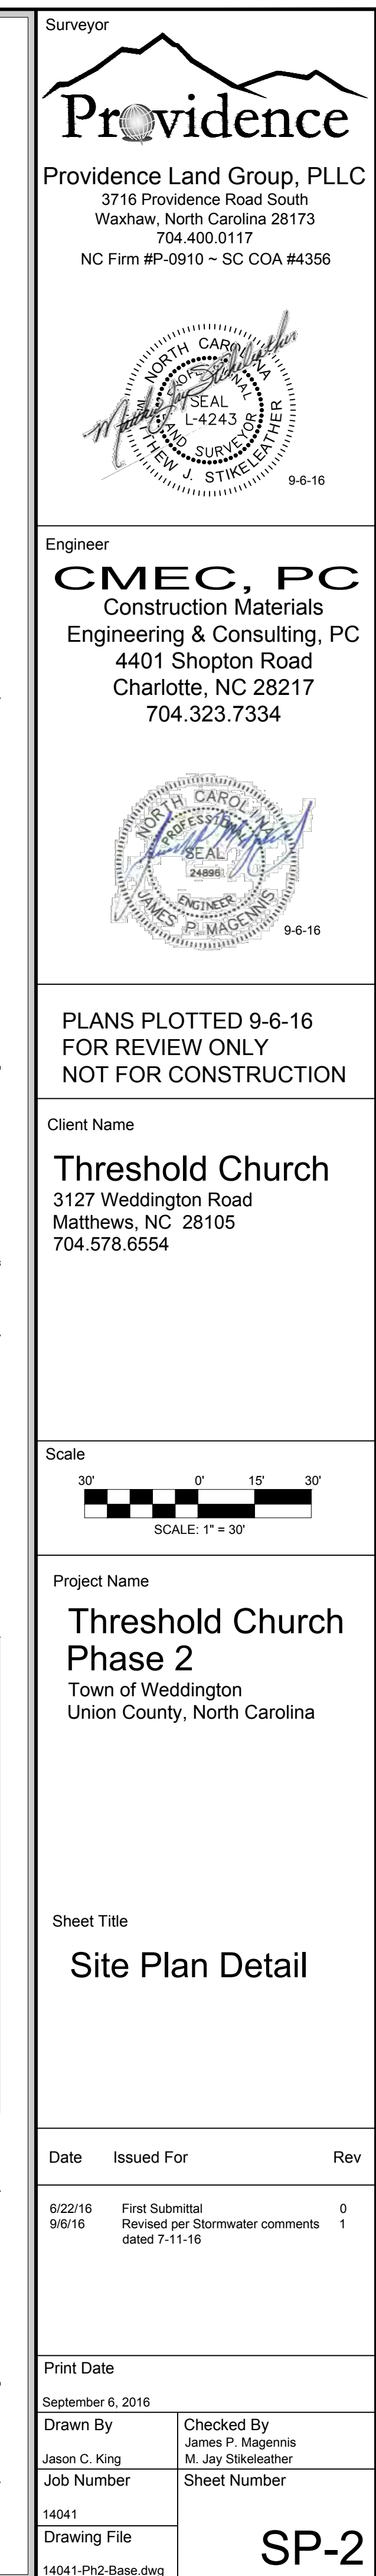 Surveyor
Providence
Providence Land Group, PLLC
3716 Providence Road South
Waxhaw, North Carolina 28173
704.400.0117
NC Firm #P-0910 ~ SC COA #4356
NORTH CAROLINA
PROFESSIONAL
SEAL
L-4243
LAND SURVEYOR
MATTHEW J. STIKELEATHER
Matthew Jay Stikeleather
9-6-16
Engineer
CMEC, PC
Construction Materials
Engineering & Consulting, PC
4401 Shopton Road
Charlotte, NC 28217
704.323.7334
NORTH CAROLINA
PROFESSIONAL
SEAL
24896
ENGINEER
JAMES P. MAGENNIS
9-6-16
PLANS PLOTTED 9-6-16
FOR REVIEW ONLY
NOT FOR CONSTRUCTION
Client Name
Threshold Church
3127 Weddington Road
Matthews, NC 28105
704.578.6554
Scale
30' 0' 15' 30'
SCALE: 1" = 30'
Project Name
Threshold Church
Phase 2
Town of Weddington
Union County, North Carolina
Sheet Title
Site Plan Detail
Date Issued For Rev
6/22/16 First Submittal 0
9/6/16 Revised per Stormwater comments 1
dated 7-11-16
Print Date
September 6, 2016
Drawn By
Jason C. King
Checked By
James P. Magennis
M. Jay Stikeleather
Job Number
14041
Sheet Number
SP-2
Drawing File
14041-Ph2-Base.dwg